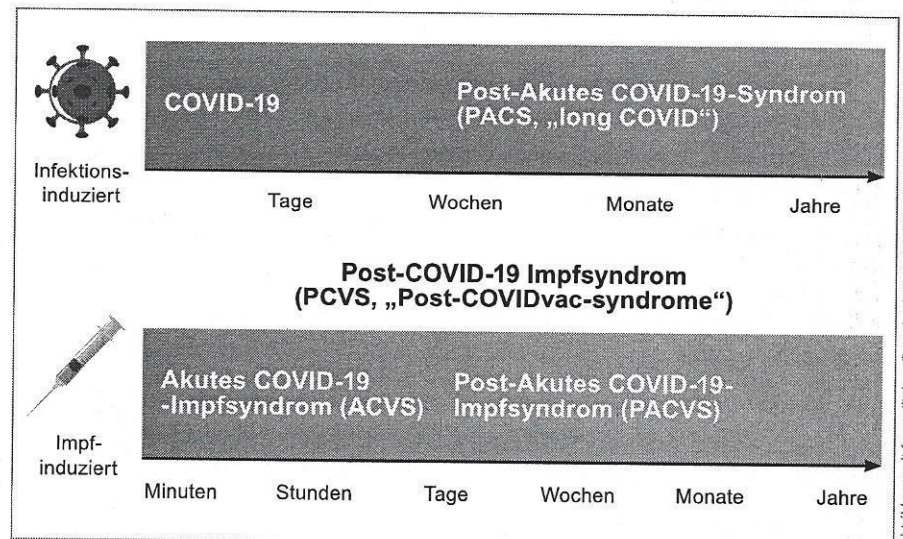 COVID-19
Post-Akutes COVID-19-Syndrom
(PACS, „long COVID“)
Infektions-
induziert
Tage
Wochen
Monate
Jahre
Post-COVID-19 Impfsyndrom
(PCVS, „Post-COVIDvac-syndrome“)
Akutes COVID-19
-Impfsyndrom (ACVS)
Post-Akutes COVID-19-
Impfsyndrom (PACVS)
Impf-
induziert
Minuten
Stunden
Tage
Wochen
Monate
Jahre